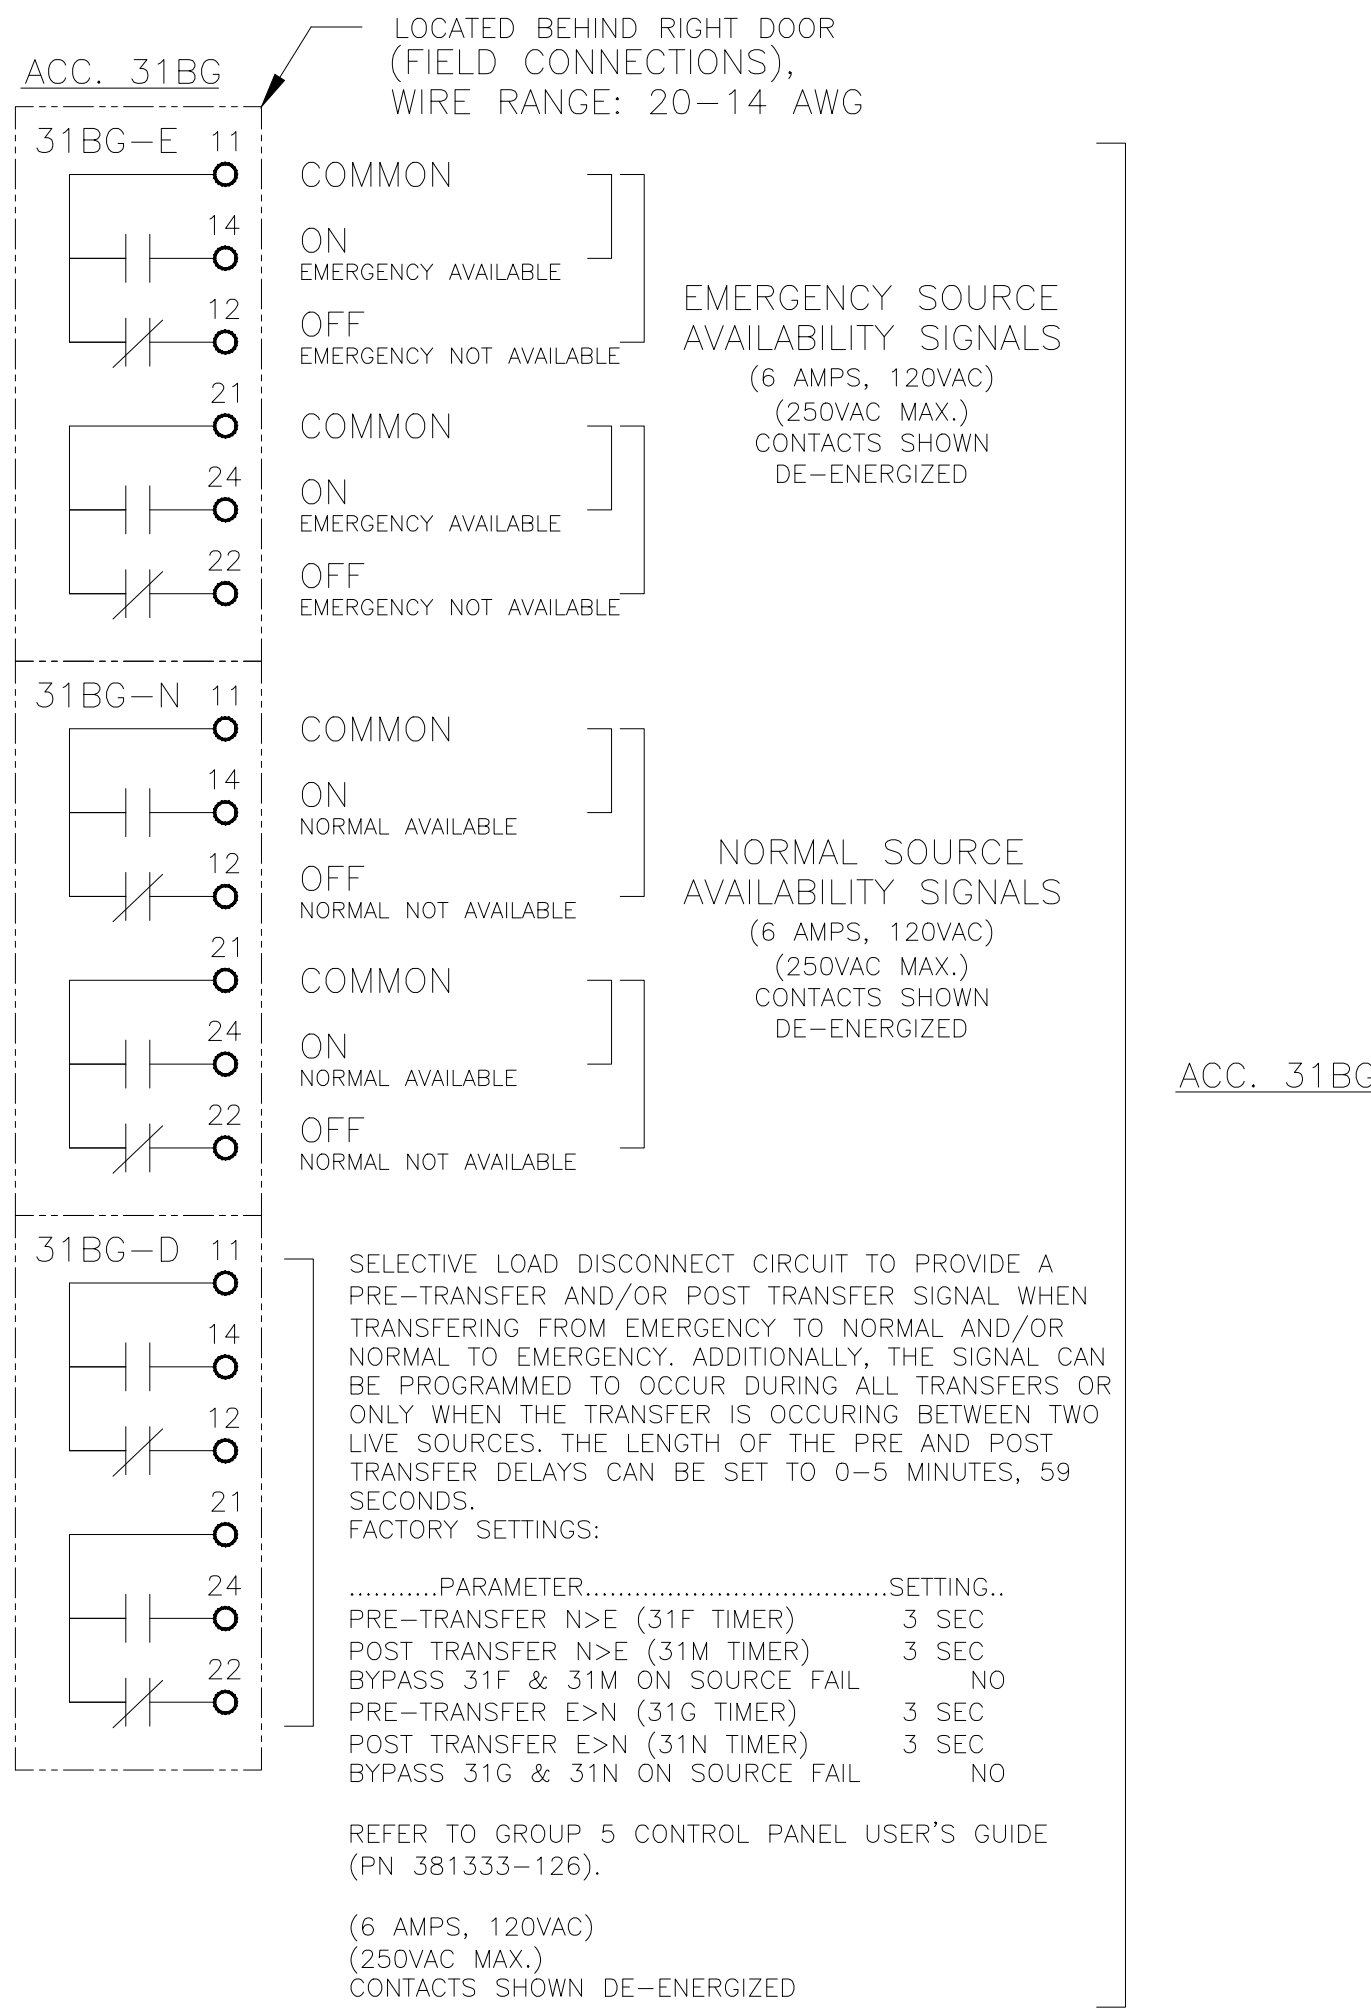 LOCATED BEHIND RIGHT DOOR
(FIELD CONNECTIONS),
WIRE RANGE: 20-14 AWG
ACC. 31BG
31BG-E 11
COMMON
14
ON
EMERGENCY AVAILABLE
12
OFF
EMERGENCY NOT AVAILABLE
21
COMMON
24
ON
EMERGENCY AVAILABLE
22
OFF
EMERGENCY NOT AVAILABLE
EMERGENCY SOURCE
AVAILABILITY SIGNALS
(6 AMPS, 120VAC)
(250VAC MAX.)
CONTACTS SHOWN
DE-ENERGIZED
31BG-N 11
COMMON
14
ON
NORMAL AVAILABLE
12
OFF
NORMAL NOT AVAILABLE
21
COMMON
24
ON
NORMAL AVAILABLE
22
OFF
NORMAL NOT AVAILABLE
NORMAL SOURCE
AVAILABILITY SIGNALS
(6 AMPS, 120VAC)
(250VAC MAX.)
CONTACTS SHOWN
DE-ENERGIZED
ACC. 31BG
31BG-D 11
14
12
21
24
22
SELECTIVE LOAD DISCONNECT CIRCUIT TO PROVIDE A
PRE-TRANSFER AND/OR POST TRANSFER SIGNAL WHEN
TRANSFERING FROM EMERGENCY TO NORMAL AND/OR
NORMAL TO EMERGENCY. ADDITIONALLY, THE SIGNAL CAN
BE PROGRAMMED TO OCCUR DURING ALL TRANSFERS OR
ONLY WHEN THE TRANSFER IS OCCURING BETWEEN TWO
LIVE SOURCES. THE LENGTH OF THE PRE AND POST
TRANSFER DELAYS CAN BE SET TO 0-5 MINUTES, 59
SECONDS.
FACTORY SETTINGS:
...........PARAMETER.....................................SETTING..
PRE-TRANSFER N>E (31F TIMER) 3 SEC
POST TRANSFER N>E (31M TIMER) 3 SEC
BYPASS 31F & 31M ON SOURCE FAIL NO
PRE-TRANSFER E>N (31G TIMER) 3 SEC
POST TRANSFER E>N (31N TIMER) 3 SEC
BYPASS 31G & 31N ON SOURCE FAIL NO
REFER TO GROUP 5 CONTROL PANEL USER'S GUIDE
(PN 381333-126).
(6 AMPS, 120VAC)
(250VAC MAX.)
CONTACTS SHOWN DE-ENERGIZED